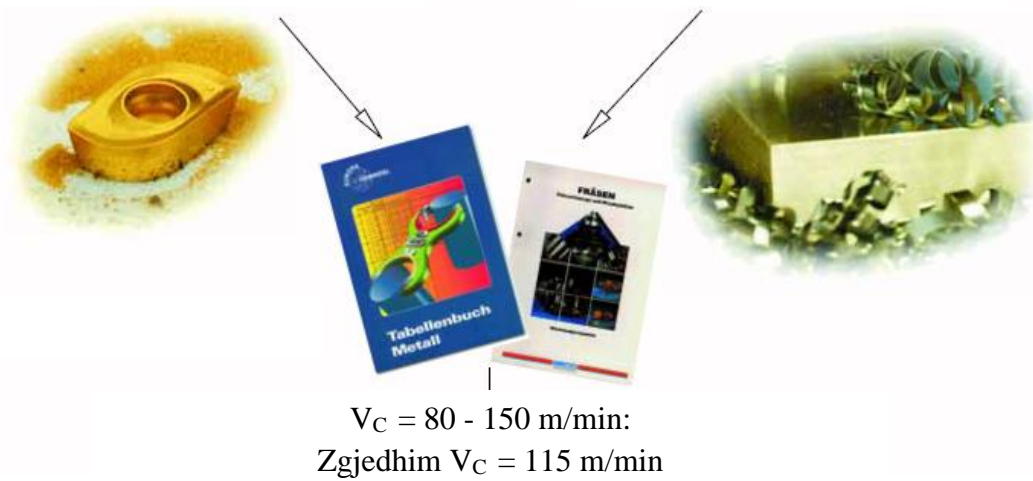 FRÄSEN
Tabellenbuch
Metall
V_C = 80 - 150 m/min:
Zgjedhim V_C = 115 m/min